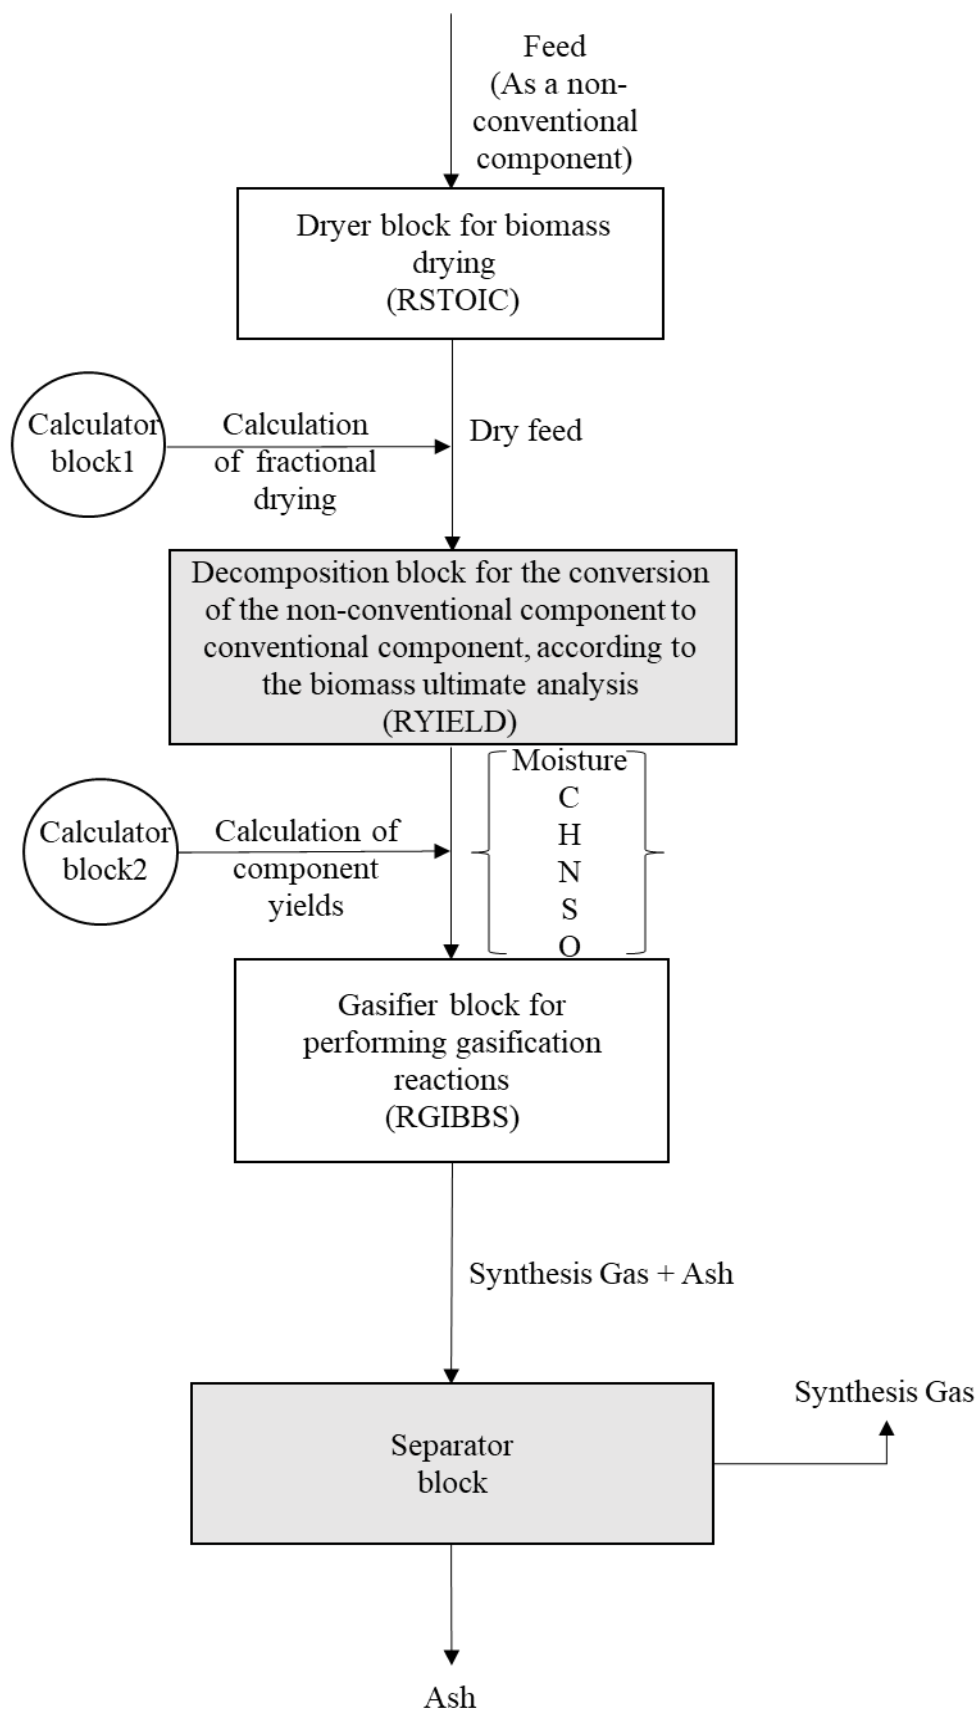 Feed
(As a non-
conventional
component)
Dryer block for biomass
drying
(RSTOIC)
Calculator
block1
Calculation
of fractional
drying
Dry feed
Decomposition block for the conversion
of the non-conventional component to
conventional component, according to
the biomass ultimate analysis
(RYIELD)
Calculator
block2
Calculation of
component
yields
Moisture
C
H
N
S
O
Gasifier block for
performing gasification
reactions
(RGIBBS)
Synthesis Gas + Ash
Separator
block
Synthesis Gas
Ash